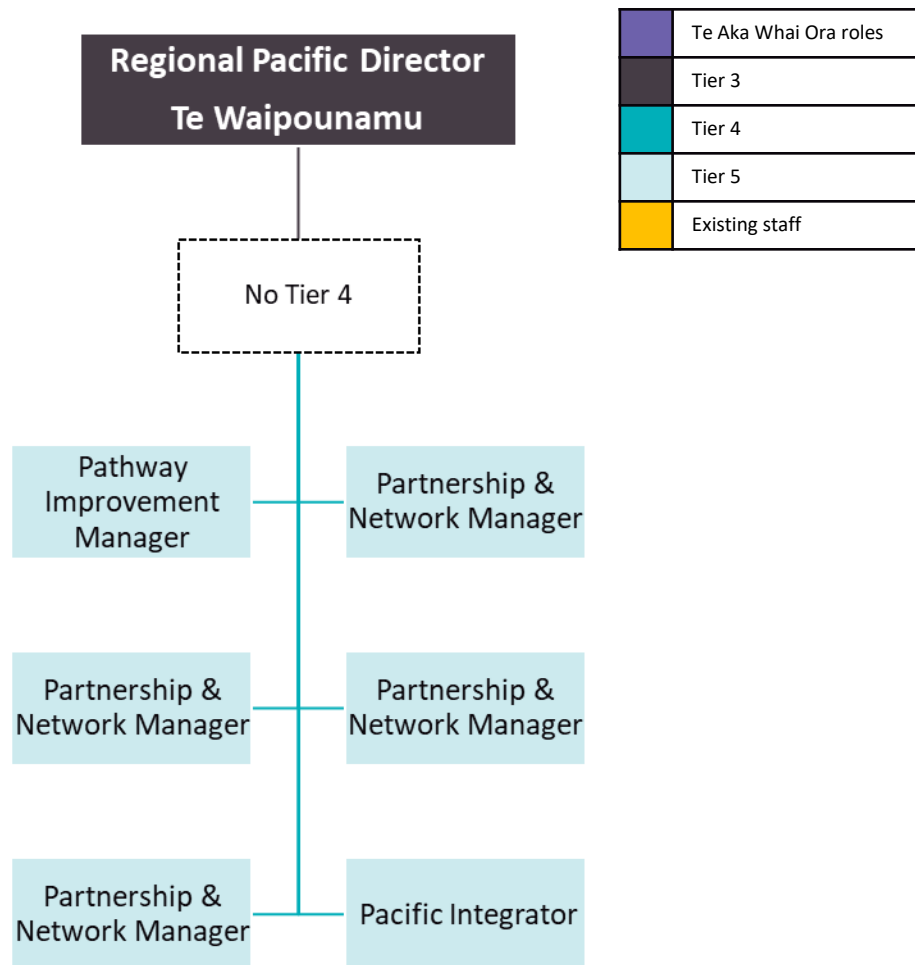 Regional Pacific Director
Te Waipounamu
Te Aka Whai Ora roles
Tier 3
Tier 4
Tier 5
Existing staff
No Tier 4
Pathway
Improvement
Manager
Partnership &
Network Manager
Partnership &
Network Manager
Partnership &
Network Manager
Partnership &
Network Manager
Pacific Integrator